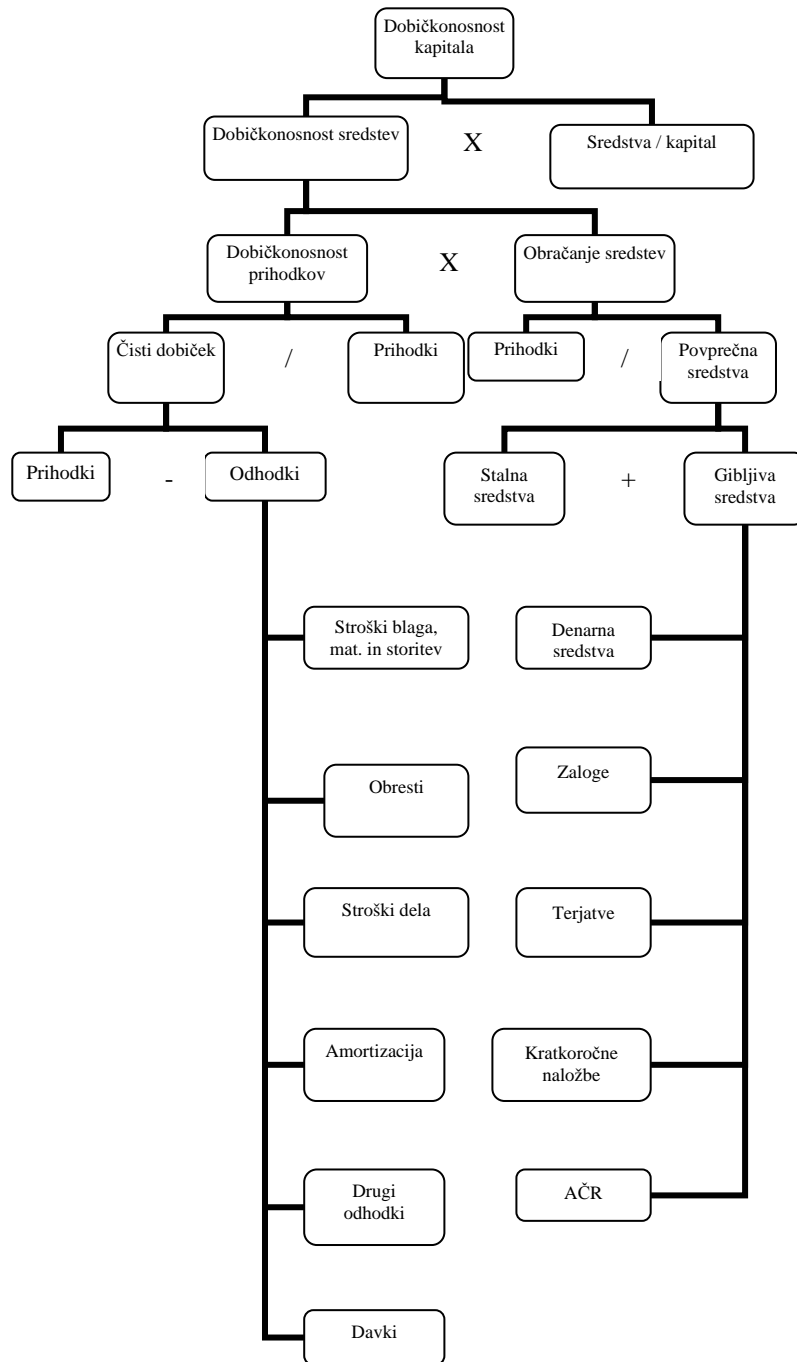 Dobičkonosnost
kapitala
Dobičkonosnost sredstev
X
Sredstva / kapital
Dobičkonosnost
prihodkov
X
Obračanje sredstev
Čisti dobiček
/
Prihodki
Prihodki
/
Povprečna
sredstva
Prihodki
-
Odhodki
Stalna
sredstva
+
Gibljiva
sredstva
Stroški blaga,
mat. in storitev
Denarna
sredstva
Obresti
Zaloge
Stroški dela
Terjatve
Amortizacija
Kratkoročne
naložbe
Drugi
odhodki
AČR
Davki